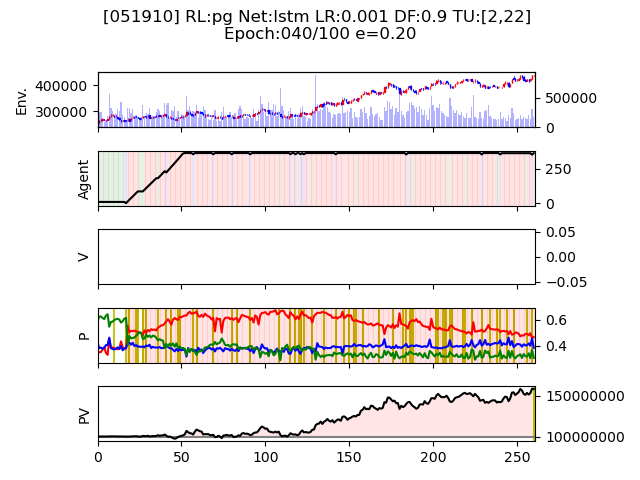 [051910] RL:pg Net:lstm LR:0.001 DF:0.9 TU:[2,22]
Epoch:040/100 e=0.20
Env.
400000
300000
500000
0
Agent
250
0
V
0.05
0.00
−0.05
P
0.6
0.4
PV
150000000
100000000
0
50
100
150
200
250